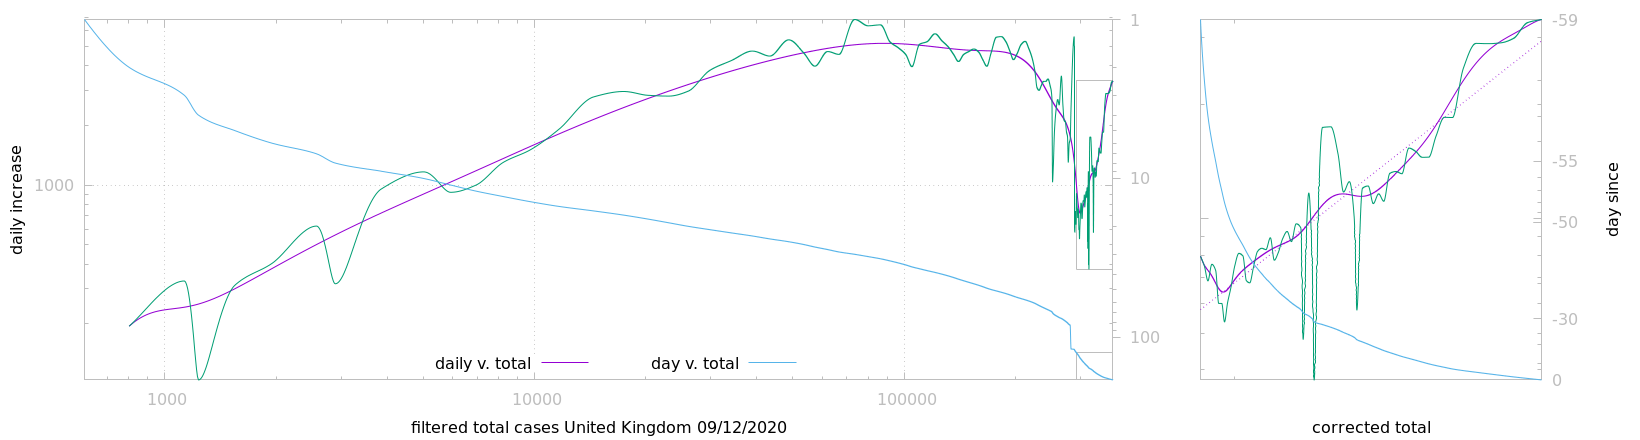 1
-59
daily increase
1000
10
100
-55
-50
-30
0
day since
daily v. total
day v. total
1000
10000
100000
filtered total cases United Kingdom 09/12/2020
corrected total